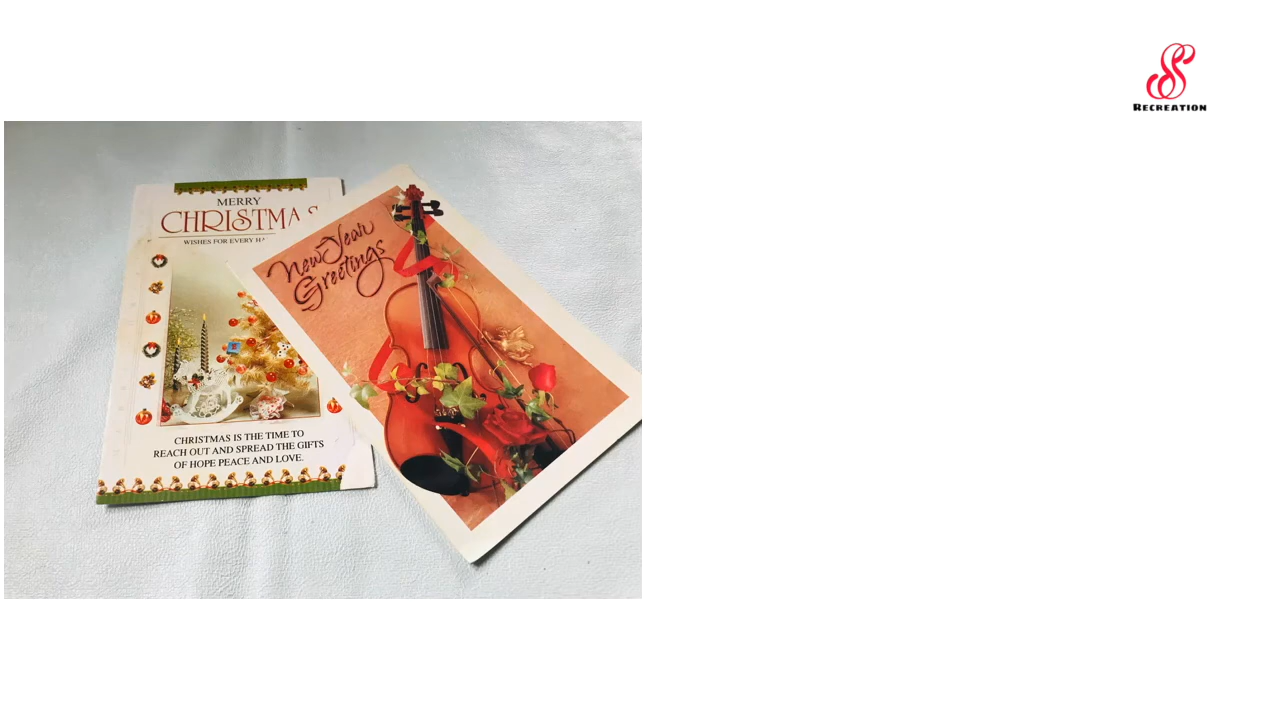 RECREATION
MERRY
CHRISTMAS
WISHES FOR EVERY
CHRISTMAS IS THE TIME TO
REACH OUT AND SPREAD THE GIFTS
OF HOPE PEACE AND LOVE.
New Year
Greetings